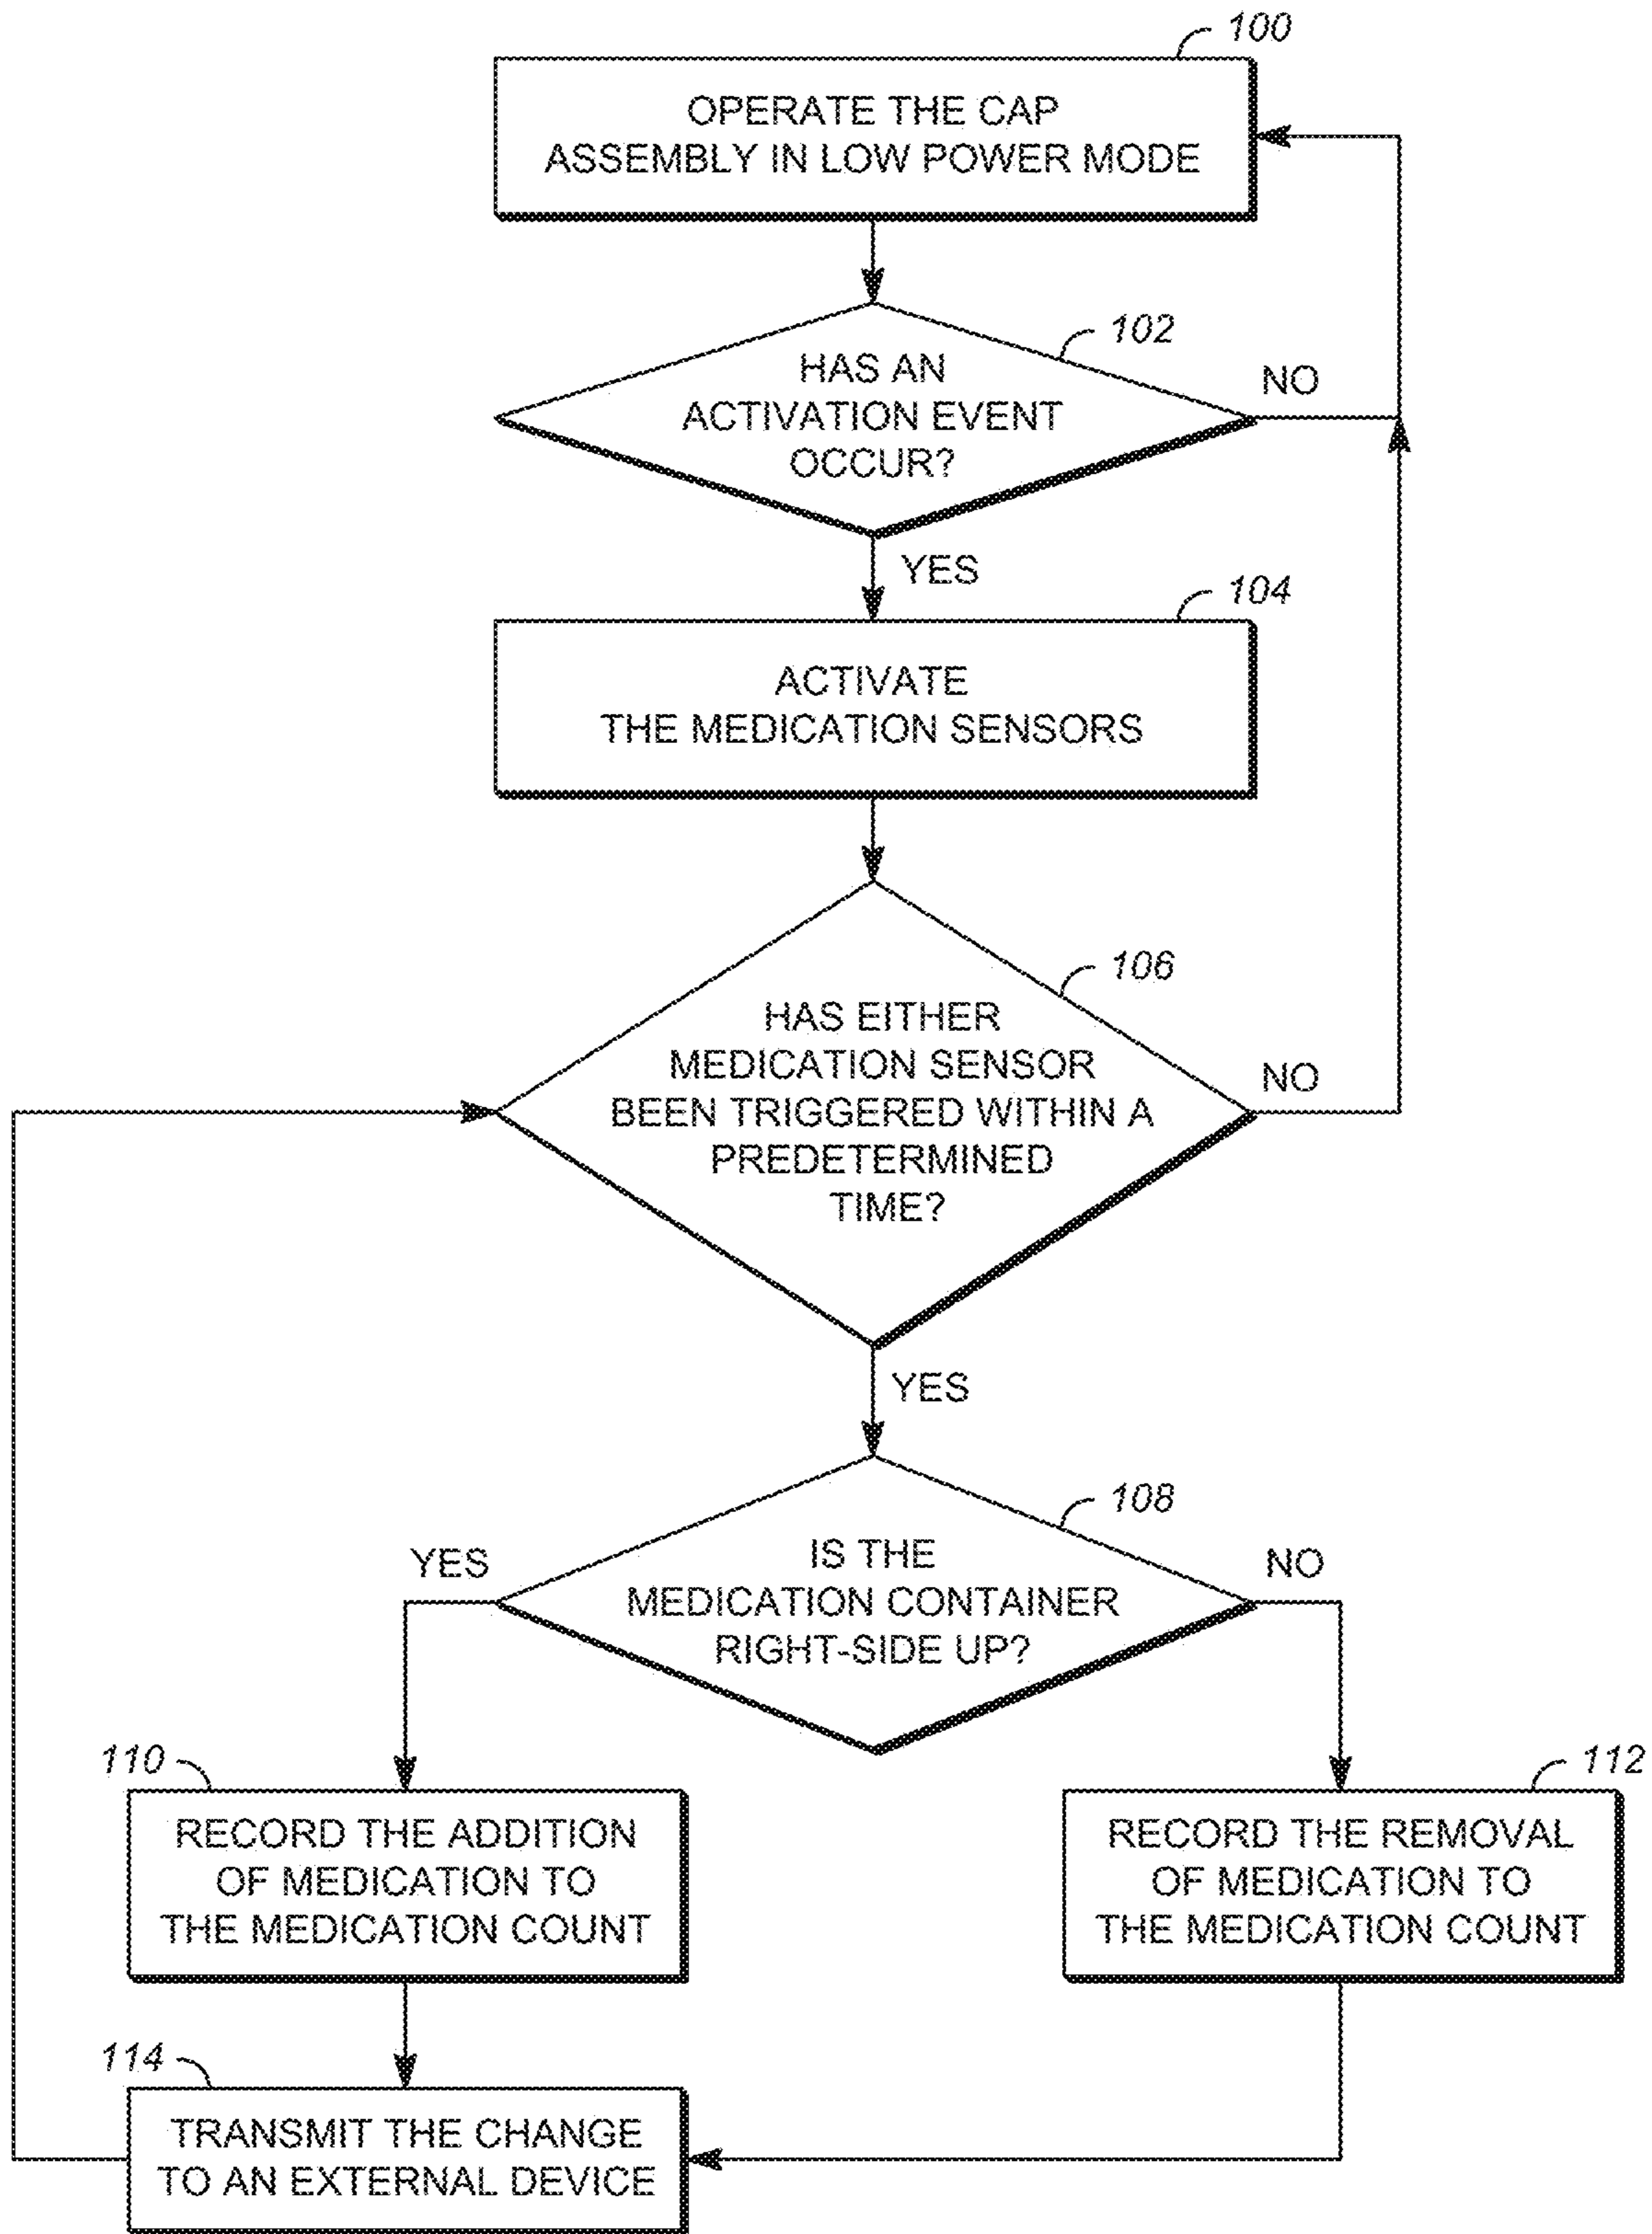 100
OPERATE THE CAP
ASSEMBLY IN LOW POWER MODE
102
HAS AN
ACTIVATION EVENT
OCCUR?
NO
YES
104
ACTIVATE
THE MEDICATION SENSORS
106
HAS EITHER
MEDICATION SENSOR
BEEN TRIGGERED WITHIN A
PREDETERMINED
TIME?
NO
YES
108
IS THE
MEDICATION CONTAINER
RIGHT-SIDE UP?
YES
NO
110
RECORD THE ADDITION
OF MEDICATION TO
THE MEDICATION COUNT
112
RECORD THE REMOVAL
OF MEDICATION TO
THE MEDICATION COUNT
114
TRANSMIT THE CHANGE
TO AN EXTERNAL DEVICE